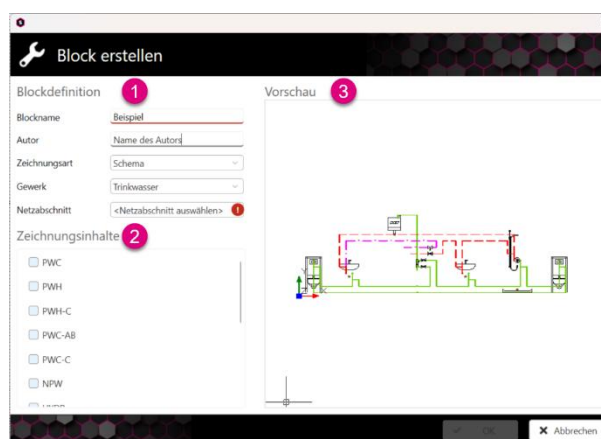 Block erstellen
Blockdefinition 1
Blockname Beispiel
Autor Name des Autors
Zeichnungsart Schema
Gewerk Trinkwasser
Netzabschnitt <Netzabschnitt auswählen> !
Zeichnungsinhalte 2
PWC
PWH
PWH-C
PWC-AB
PWC-C
NPW
Vorschau 3
Y
X
OK
Abbrechen